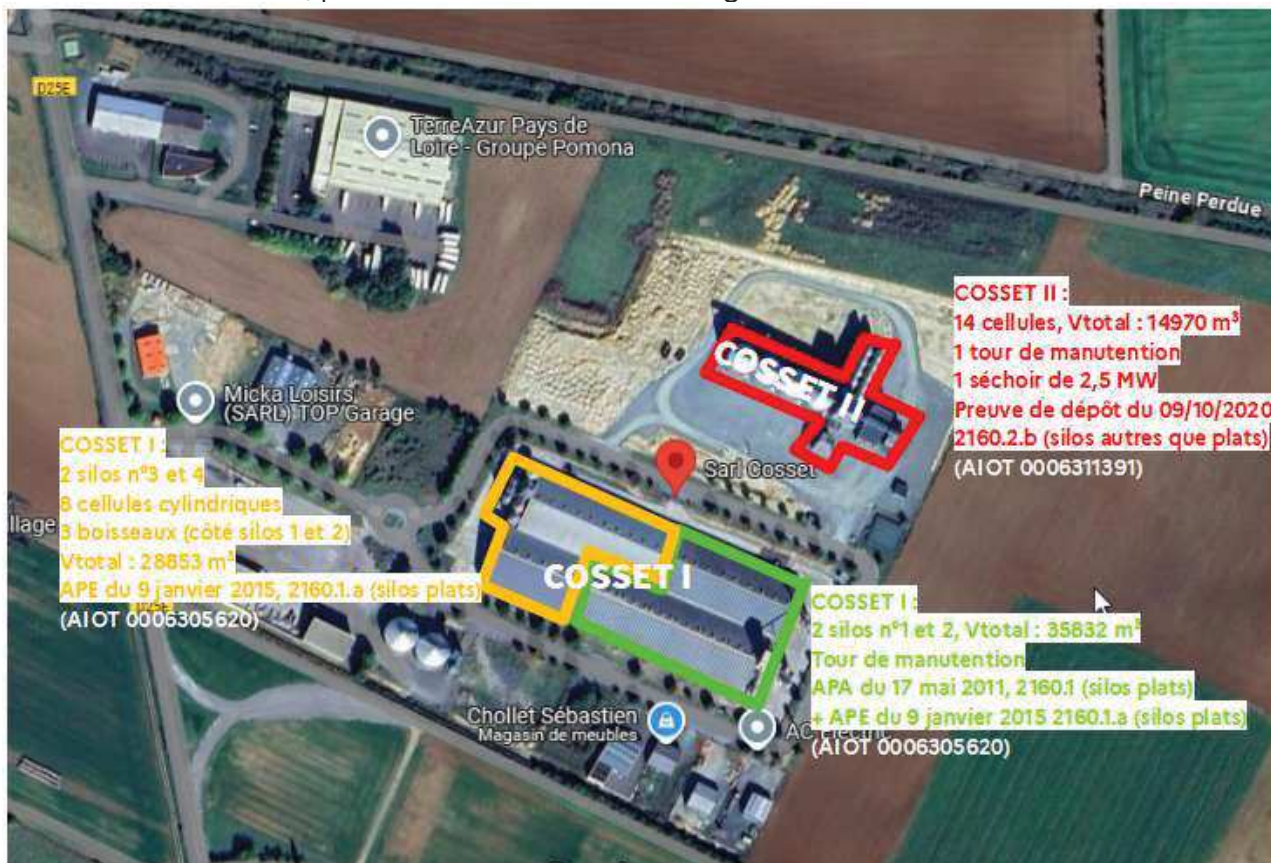 D25E
TerreAzur Pays de
Loire - Groupe Pomona
Peine Perdue
COSSET II :
14 cellules, Vtotal : 14970 m³
1 tour de manutention
1 séchoir de 2,5 MW
Preuve de dépôt du 09/10/2020
2160.2.b (silos autres que plats)
(AIOT 0006311391)
COSSET II
Micka Loisirs,
(SARL) TOP Garage
Sarl Cosset
COSSET I :
2 silos n°3 et 4
8 cellules cylindriques
3 boisseaux (côté silos 1 et 2)
Vtotal : 28853 m³
APE du 9 janvier 2015, 2160.1.a (silos plats)
(AIOT 0006305620)
illage
D25E
COSSET I
COSSET I :
2 silos n°1 et 2, Vtotal : 35832 m³
Tour de manutention
APA du 17 mai 2011, 2160.1 (silos plats)
+ APE du 9 janvier 2015 2160.1.a (silos plats)
(AIOT 0006305620)
Chollet Sébastien
Magasin de meubles
AC Electric